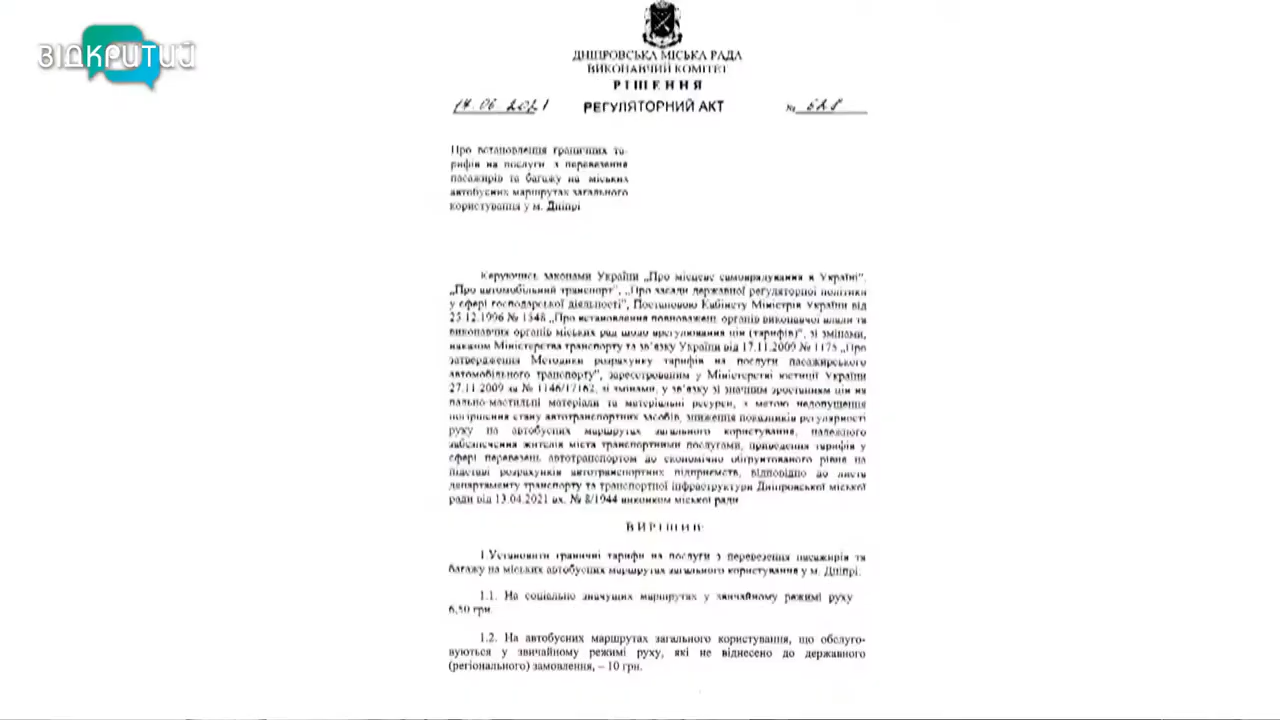 ВІДКРИТИЙ
ДНІПРОВСЬКА МІСЬКА РАДА
ВИКОНАВЧИЙ КОМІТЕТ
РІШЕННЯ
14.06.2021 РЕГУЛЯТОРНИЙ АКТ № 628
Про встановлення граничних та-
рифів на послуги з перевезення
пасажирів та багажу на міських
автобусних маршрутах загального
користування у м. Дніпрі
Керуючись законами України „Про місцеве самоврядування в Україні",
„Про автомобільний транспорт", „Про засади державної регуляторної політики
у сфері господарської діяльності", Постановою Кабінету Міністрів України від
25.12.1996 № 1548 „Про встановлення повноважень органів виконавчої влади та
виконавчих органів міських рад щодо врегулювання цін (тарифів)", зі змінами,
наказом Міністерства транспорту та зв'язку України від 17.11.2009 № 1175 „Про
затвердження Методики розрахунку тарифів на послуги пасажирського
автомобільного транспорту", зареєстрованим у Міністерстві юстиції України
27.11.2009 за № 1146/17162, зі змінами, у зв'язку зі значним зростанням цін на
пально-мастильні матеріали та матеріальні ресурси, з метою недопущення
погіршення стану автотранспортних засобів, зниження показників регулярності
руху на автобусних маршрутах загального користування, належного
забезпечення жителів міста транспортними послугами, приведення тарифів у
сфері перевезень автотранспортом до економічно обґрунтованого рівня на
підставі розрахунків автотранспортних підприємств, відповідно до листа
департаменту транспорту та транспортної інфраструктури Дніпровської міської
ради від 13.04.2021 вх. № 8/1944 виконком міської ради
ВИРІШИВ:
1.Установити граничні тарифи на послуги з перевезення пасажирів та
багажу на міських автобусних маршрутах загального користування у м. Дніпрі:
1.1. На соціально значущих маршрутах у звичайному режимі руху
6,50 грн.
1.2. На автобусних маршрутах загального користування, що обслуго-
вуються у звичайному режимі руху, які не віднесено до державного
(регіонального) замовлення, – 10 грн.